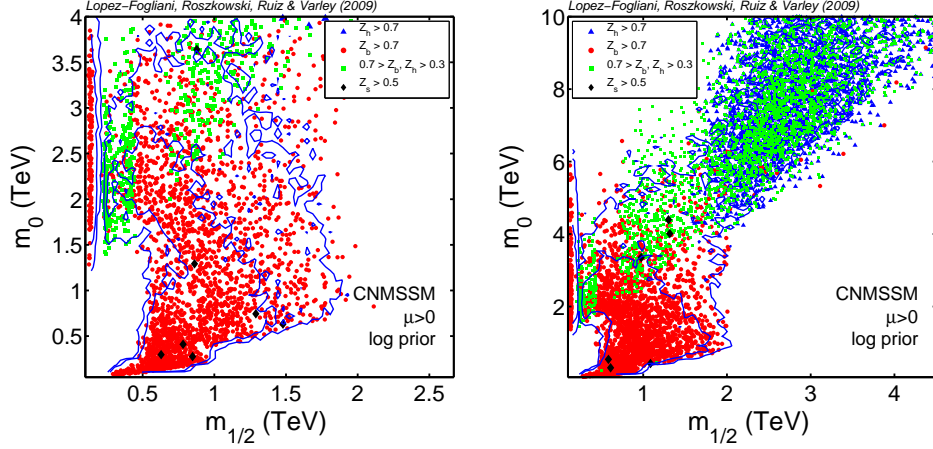 Lopez-Fogliani, Roszkowski, Ruiz & Varley (2009)
Z_h > 0.7
Z_b > 0.7
0.7 > Z_b, Z_h > 0.3
Z_s > 0.5
4
3.5
3
2.5
2
1.5
1
0.5
m_0 (TeV)
CNMSSM
μ>0
log prior
0.5 1 1.5 2 2.5
m_{1/2} (TeV)
Lopez-Fogliani, Roszkowski, Ruiz & Varley (2009)
Z_h > 0.7
Z_b > 0.7
0.7 > Z_b, Z_h > 0.3
Z_s > 0.5
10
8
6
4
2
m_0 (TeV)
CNMSSM
μ>0
log prior
1 2 3 4
m_{1/2} (TeV)